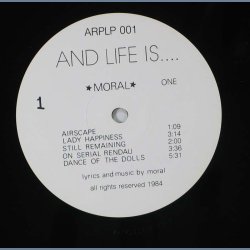 ARPLP 001
AND LIFE IS....
★MORAL★
ONE
1
AIRSCAPE 1:09
LADY HAPPINESS 3:14
STILL REMAINING 2:00
ON SERIAL RENDAU 3:36
DANCE OF THE DOLLS 5:31
lyrics and music by moral
all rights reserved 1984